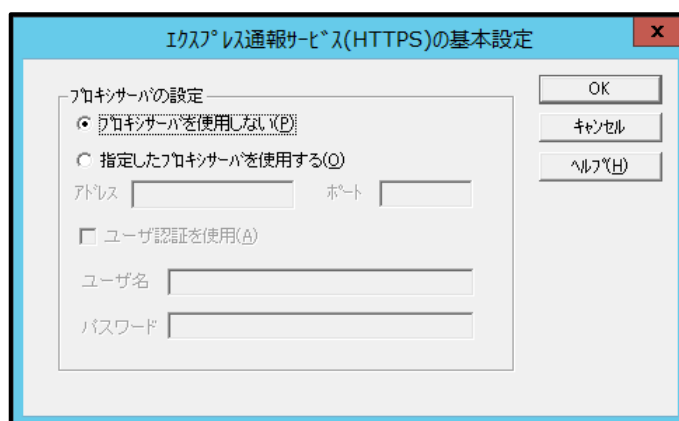 ｴｸｽﾌﾟﾚｽ通報ｻｰﾋﾞｽ(HTTPS)の基本設定
x
ﾌﾟﾛｷｼサーバの設定
ﾌﾟﾛｷｼサーバを使用しない(P)
指定したﾌﾟﾛｷｼサーバを使用する(O)
ｱﾄﾞﾚｽ
ﾎﾟｰﾄ
ユーザ認証を使用(A)
ユーザ名
パスワード
OK
ｷｬﾝｾﾙ
ﾍﾙﾌﾟ(H)